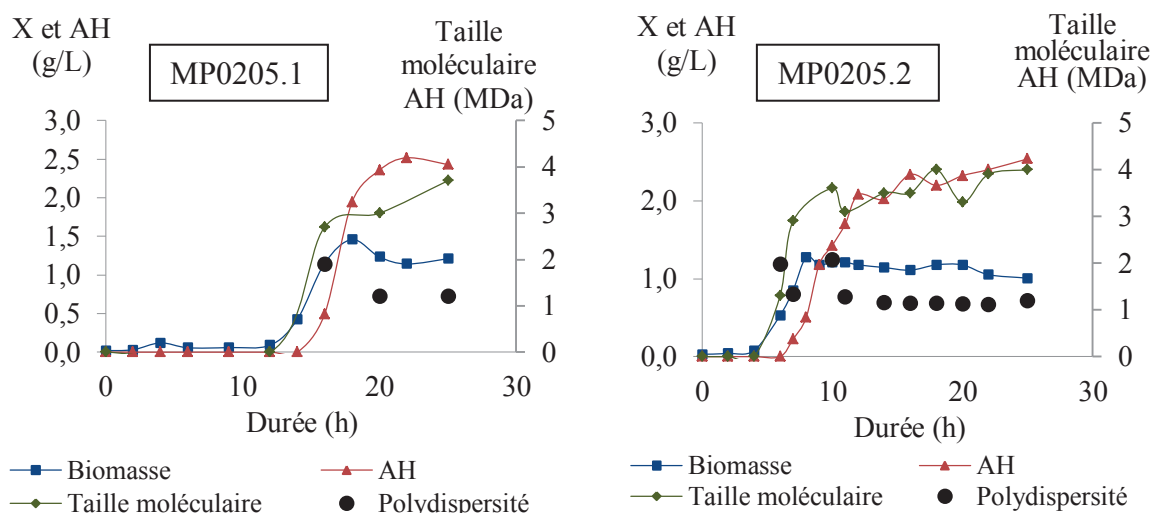 X et AH
(g/L)
MP0205.1
Taille
moléculaire
AH (MDa)
3,0
2,5
2,0
1,5
1,0
0,5
0,0
5
4
3
2
1
0
0
10
20
30
Durée (h)
Biomasse
AH
Taille moléculaire
Polydispersité
X et AH
(g/L)
MP0205.2
Taille
moléculaire
AH (MDa)
3,0
2,0
1,0
0,0
5
4
3
2
1
0
0
10
20
30
Durée (h)
Biomasse
AH
Taille moléculaire
Polydispersité